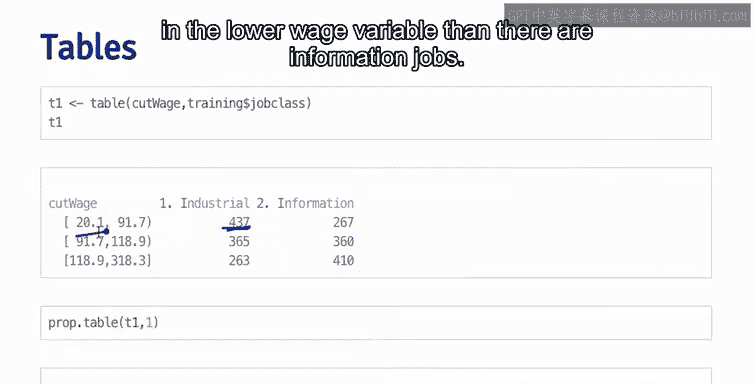 in the lower wage variable than there are
information jobs.
Tables
t1 <- table(cutWage,training$jobclass)
t1
cutWage 1. Industrial 2. Information
[ 20.1, 91.7) 437 267
[ 91.7,118.9) 365 360
[118.9,318.3] 263 410
prop.table(t1,1)